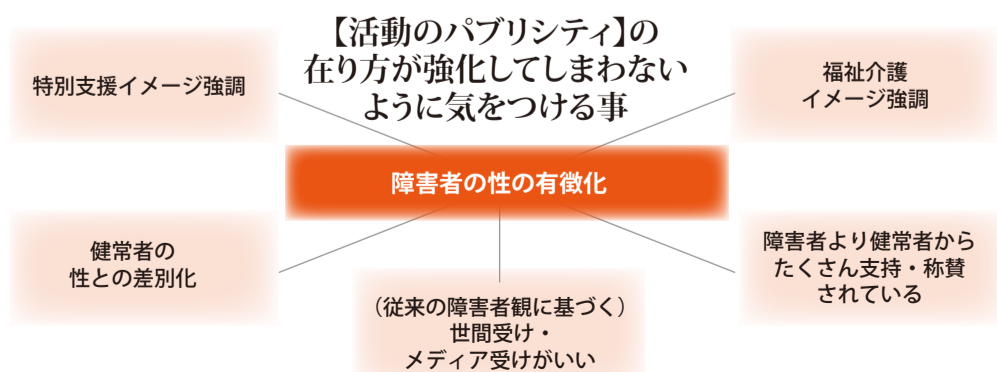 【活動のパブリシティ】の
在り方が強化してしまわない
ように気をつける事
特別支援イメージ強調
福祉介護
イメージ強調
障害者の性の有徴化
健常者の
性との差別化
障害者より健常者から
たくさん支持・称賛
されている
（従来の障害者観に基づく）
世間受け・
メディア受けがいい